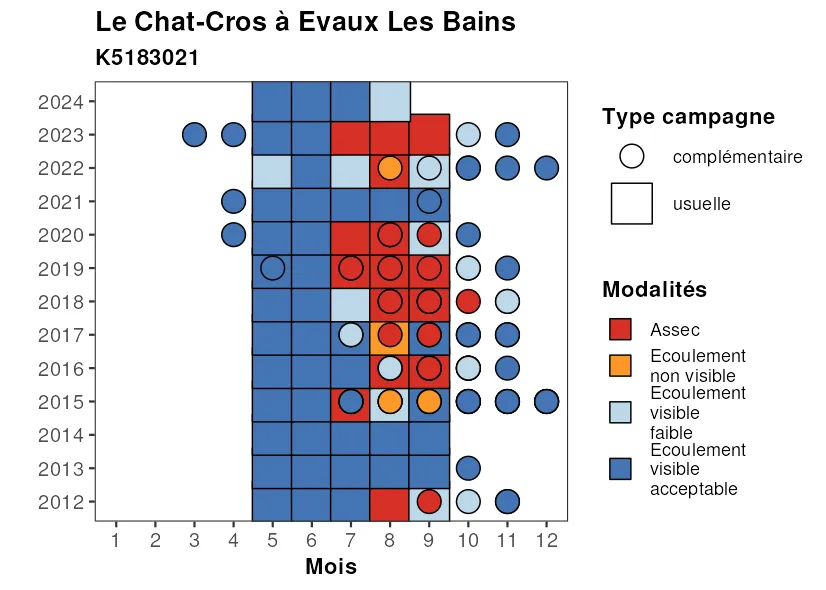 Le Chat-Cros à Evaux Les Bains
K5183021
2024
2023
2022
2021
2020
2019
2018
2017
2016
2015
2014
2013
2012
1 2 3 4 5 6 7 8 9 10 11 12
Mois
Type campagne
complémentaire
usuelle
Modalités
Assec
Ecoulement
non visible
Ecoulement
visible
faible
Ecoulement
visible
acceptable